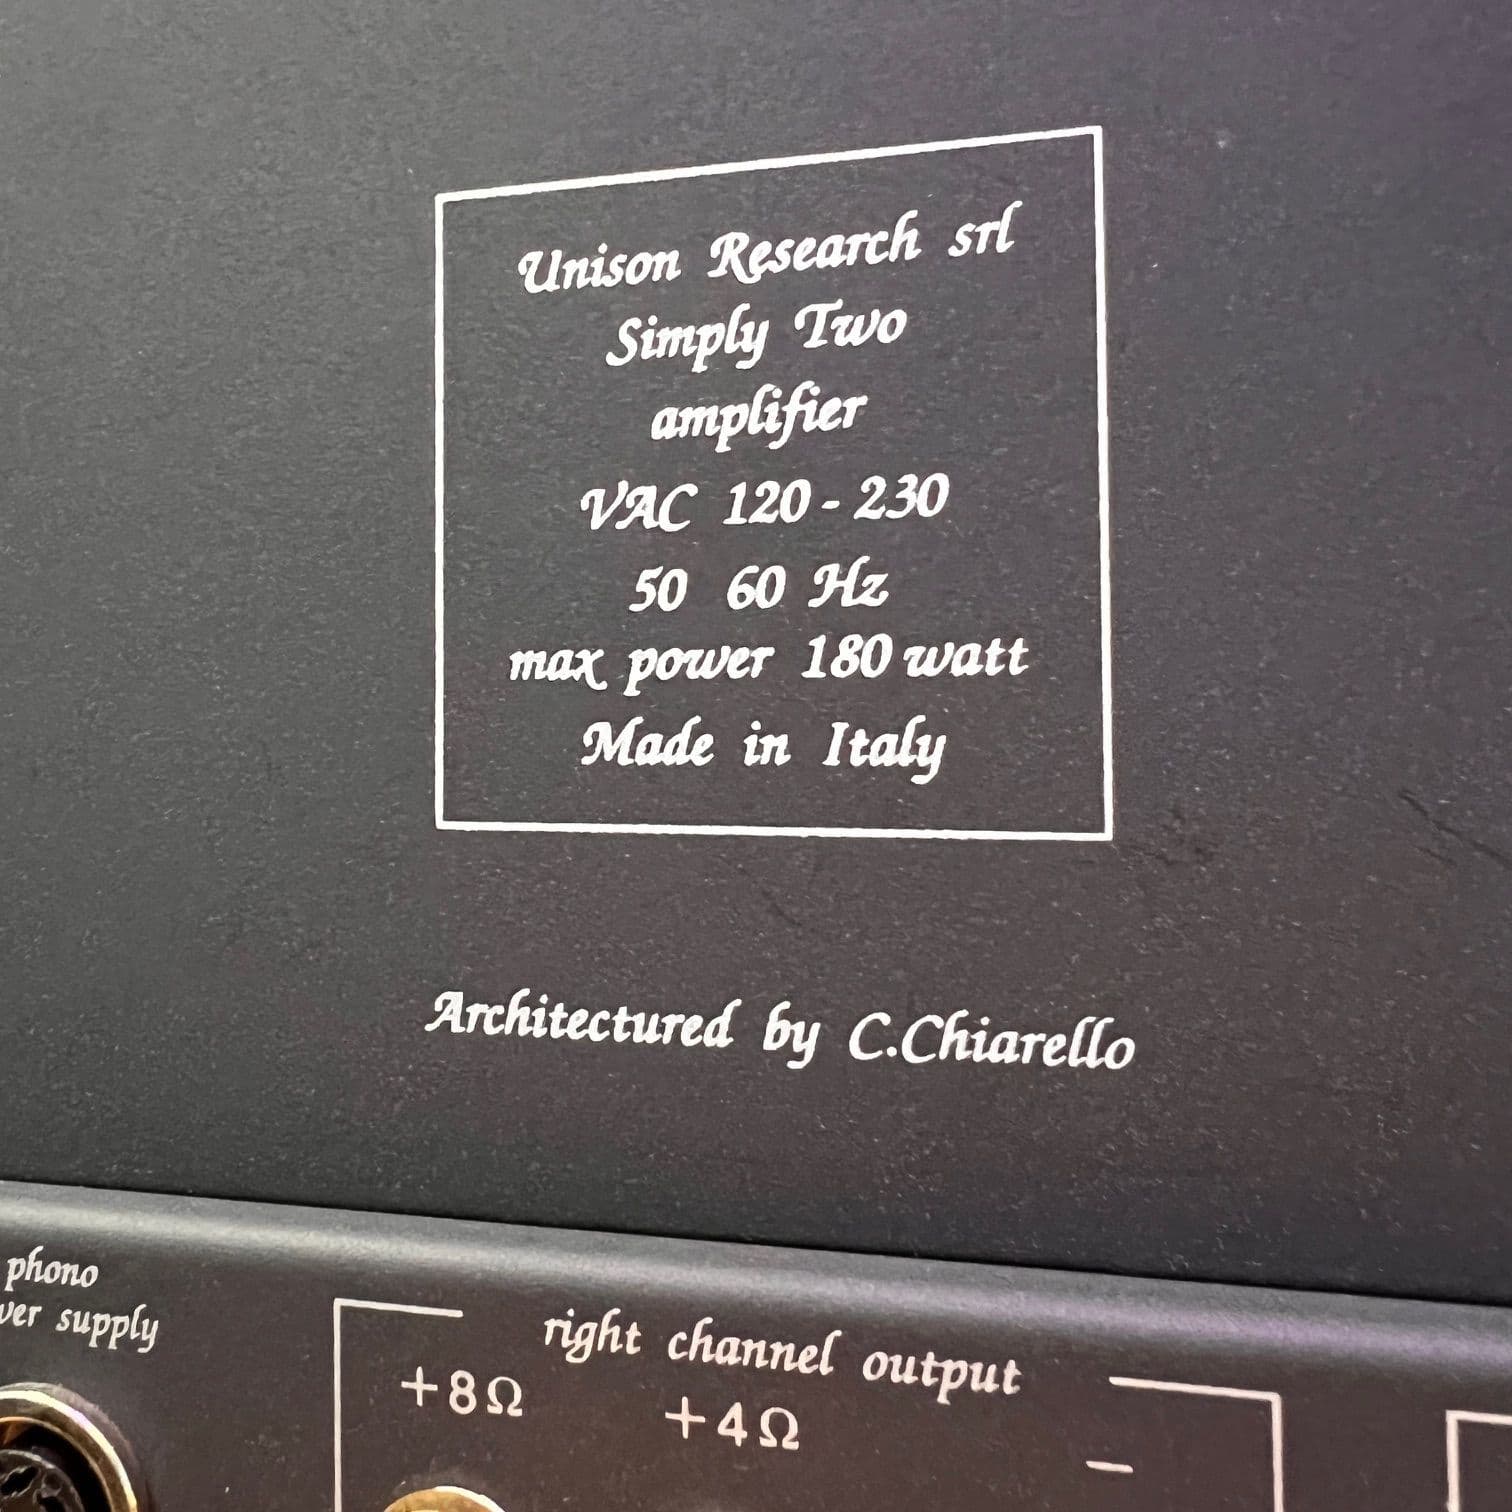 Unison Research srl
Simply Two
amplifier
VAC 120 - 230
50 60 Hz
max power 180 watt
Made in Italy
Architectured by C.Chiarello
phono
supply
right channel output
+8Ω
+4Ω
–